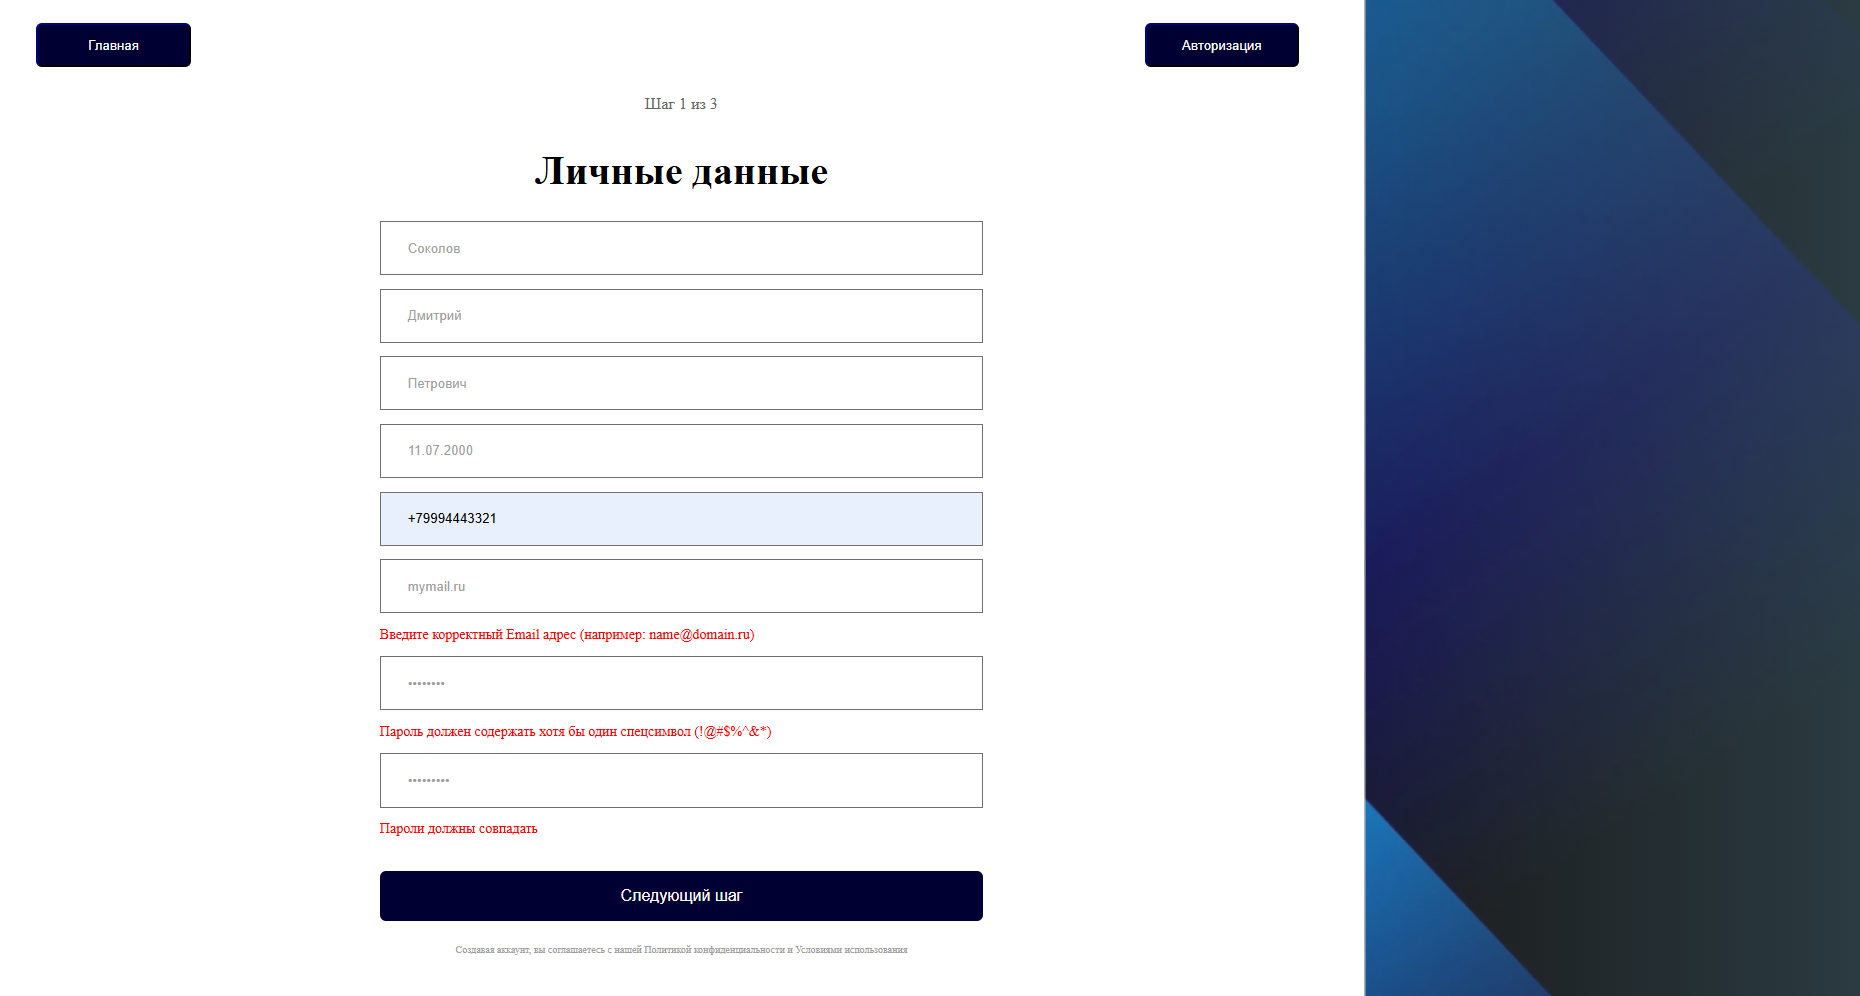 Главная
Авторизация
Шаг 1 из 3
Личные данные
Соколов
Дмитрий
Петрович
11.07.2000
+79994443321
mymail.ru
Введите корректный Email адрес (например: name@domain.ru)
••••••••
Пароль должен содержать хотя бы один спецсимвол (!@#$%^&*)
•••••••••
Пароли должны совпадать
Следующий шаг
Создавая аккаунт, вы соглашаетесь с нашей Политикой конфиденциальности и Условиями использования